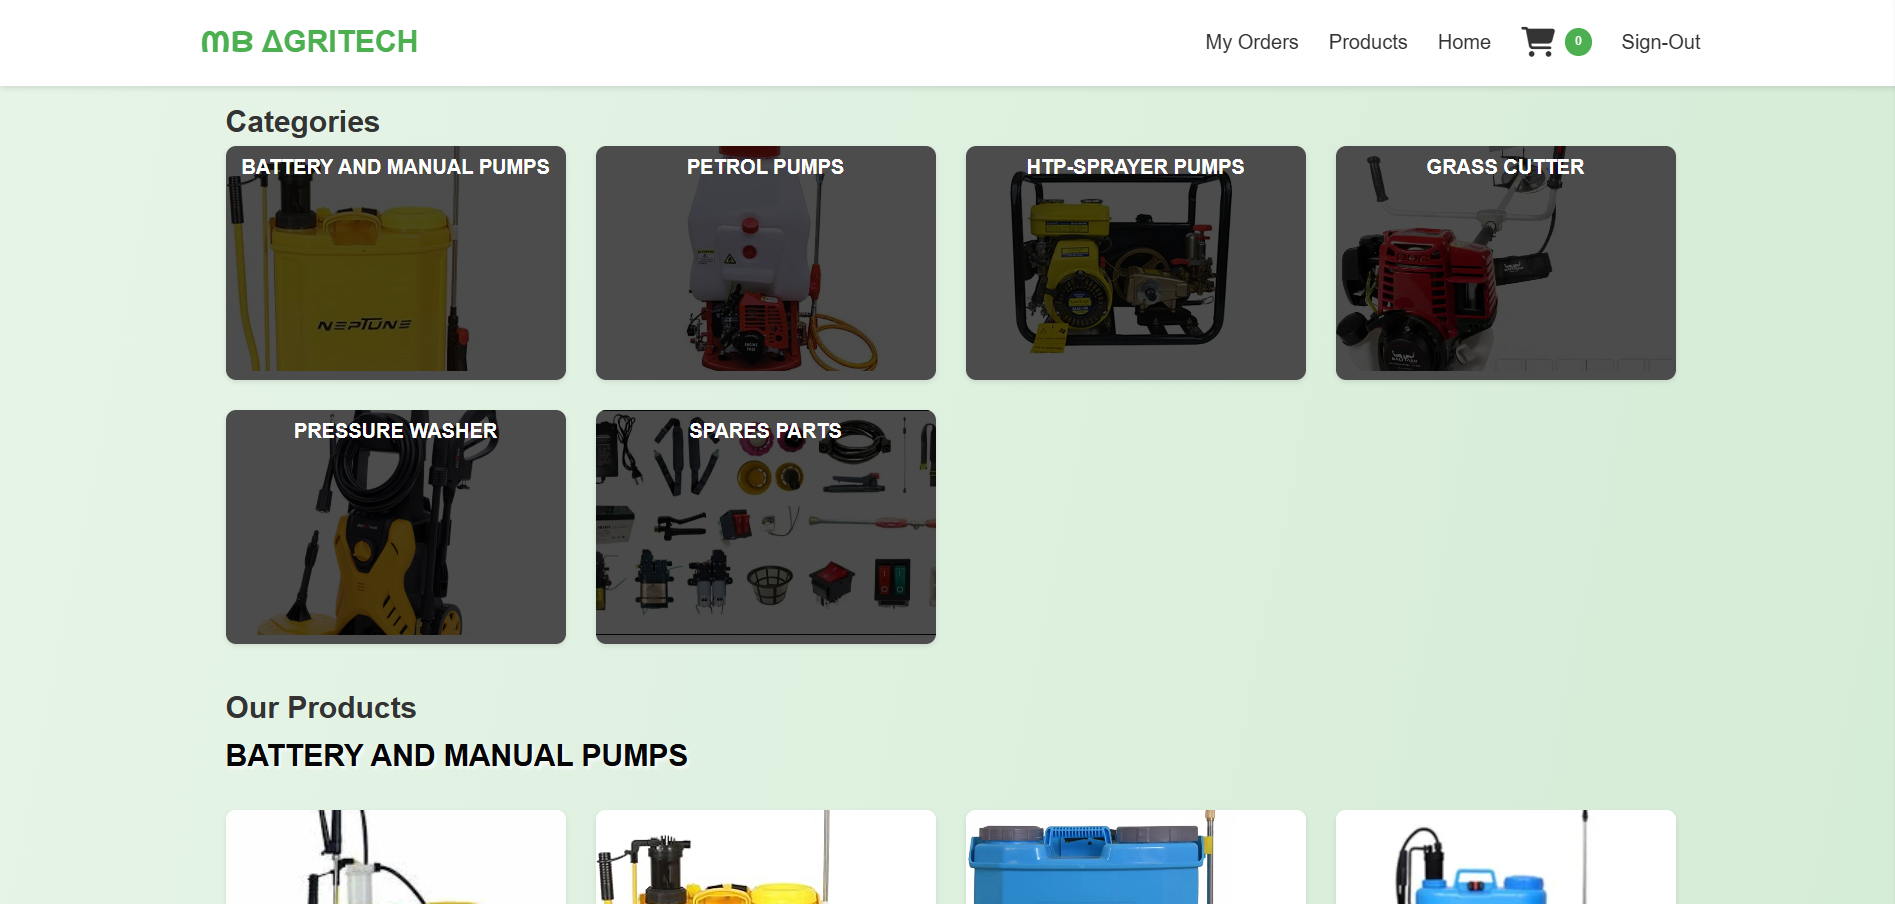 MB ΔGRITECH
My Orders
Products
Home
0
Sign-Out
Categories
BATTERY AND MANUAL PUMPS
PETROL PUMPS
HTP-SPRAYER PUMPS
GRASS CUTTER
NEPTUNE
PRESSURE WASHER
SPARES PARTS
Our Products
BATTERY AND MANUAL PUMPS